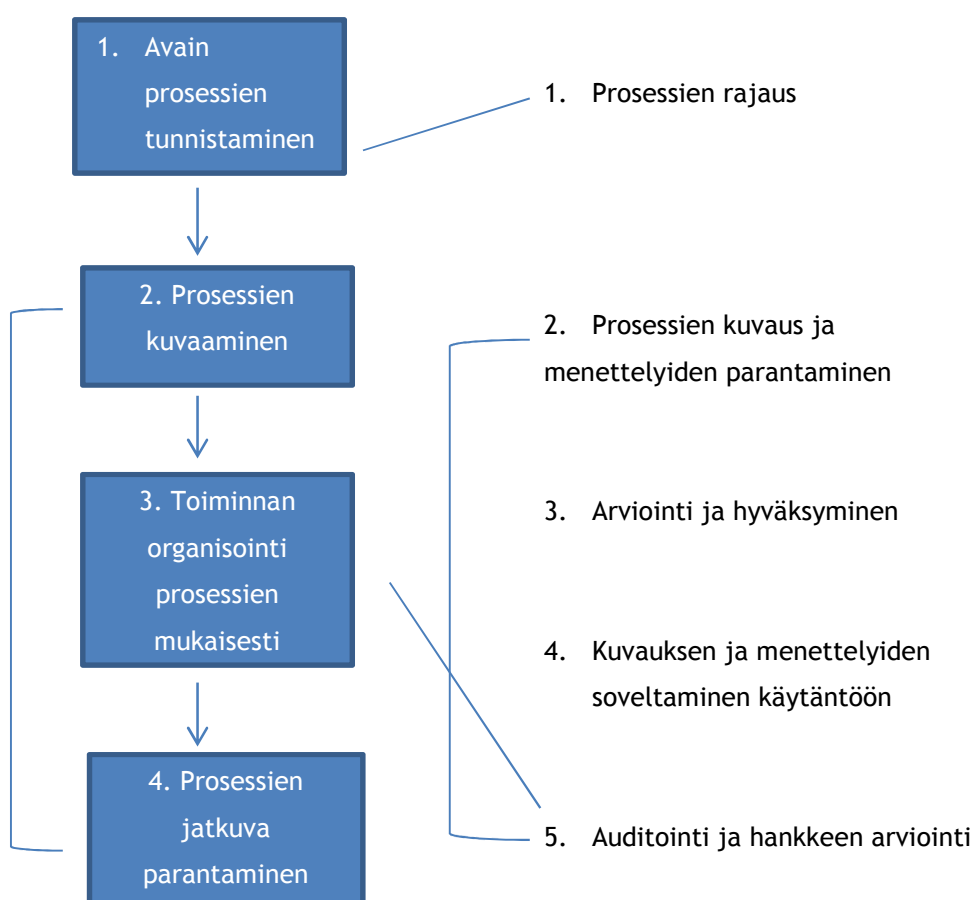 1. Avain
prosessien
tunnistaminen
1. Prosessien rajaus
2. Prosessien
kuvaaminen
2. Prosessien kuvaus ja
menettelyiden parantaminen
3. Toiminnan
organisointi
prosessien
mukaisesti
3. Arviointi ja hyväksyminen
4. Kuvauksen ja menettelyiden
soveltaminen käytäntöön
4. Prosessien
jatkuva
parantaminen
5. Auditointi ja hankkeen arviointi